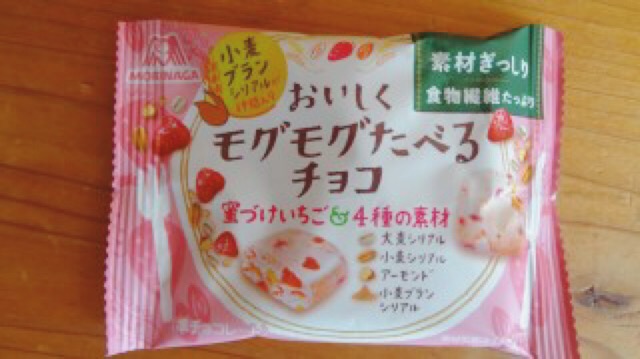 MORINAGA
小麦
ブラン
シリアル
素材ぎっしり
食物繊維たっぷり
おいしく
モグモグたべる
チョコ
蜜づけいちご&4種の素材
大麦シリアル
小麦シリアル
アーモンド
小麦ブラン
シリアル